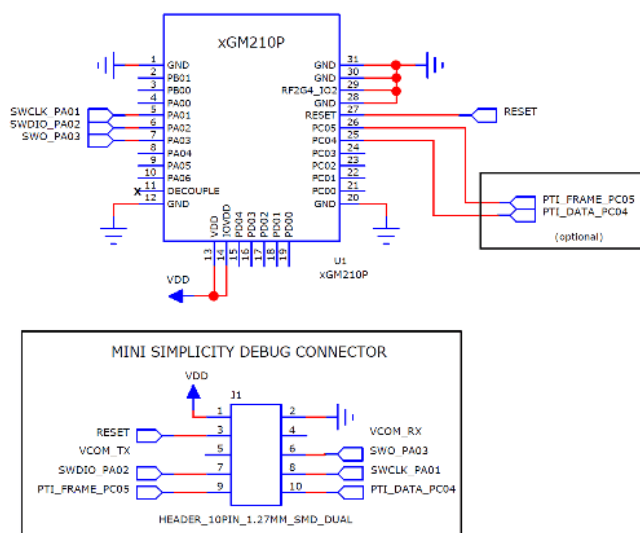 xGM210P
1 GND
2 PB01
3 PB00
4 PA00
SWCLK_PA01 5 PA01
SWDIO_PA02 6 PA02
SWO_PA03 7 PA03
8 PA04
9 PA05
10 PA06
11 DECOUPLE
12 GND
GND 31
GND 30
RF2G4_IO2 29
GND 28
RESET 27 RESET
PC05 26
PC04 25
PC03 24
PC02 23
PC01 22
PC00 21
GND 20
VDD 13
IOVDD 14
PD04 15
PD03 16
PD02 17
PD01 18
PD00 19
U1
xGM210P
VDD
PTI_FRAME_PC05
PTI_DATA_PC04
(optional)
MINI SIMPLICITY DEBUG CONNECTOR
VDD
J1
1 2
RESET 3 4 VCOM_RX
VCOM_TX 5 6 SWO_PA03
SWDIO_PA02 7 8 SWCLK_PA01
PTI_FRAME_PC05 9 10 PTI_DATA_PC04
HEADER_10PIN_1.27MM_SMD_DUAL